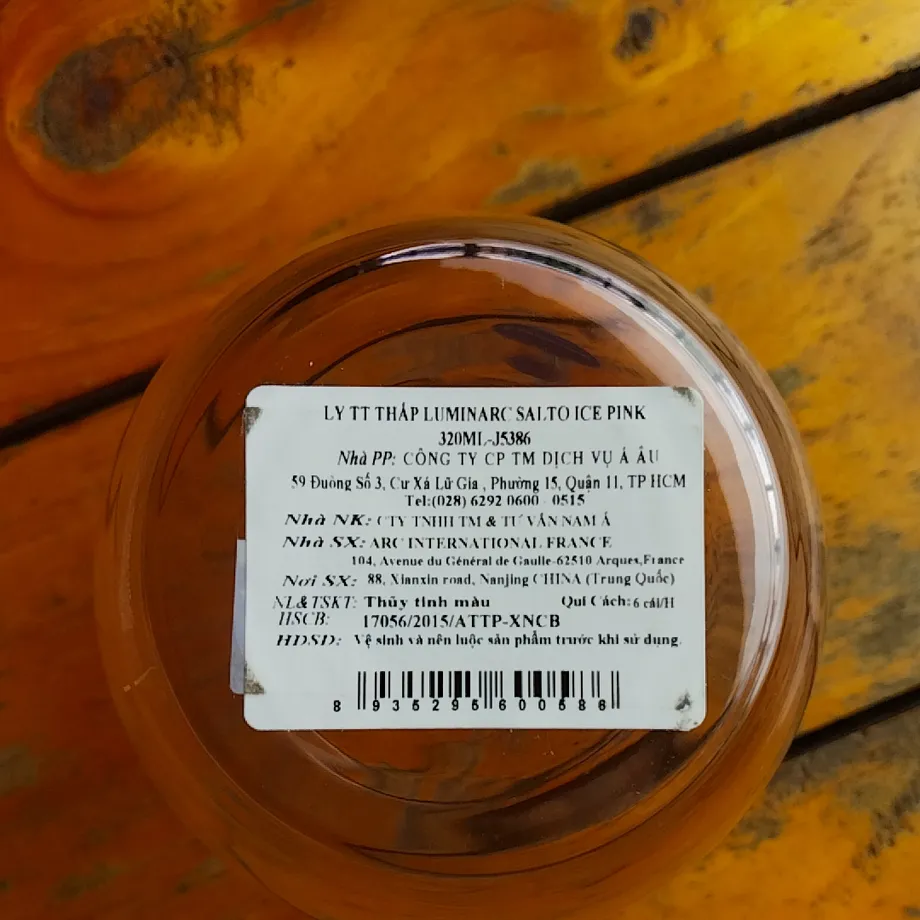 LY TT THẤP LUMINARC SALTO ICE PINK
320ML-J5386
Nhà PP: CÔNG TY CP TM DỊCH VỤ Á ÂU
59 Đuờng Số 3, Cư Xá Lữ Gia , Phường 15, Quận 11, TP HCM
Tel:(028) 6292 0600 - 0515
Nhà NK: CTY TNHH TM & TƯ VẤN NAM Á
Nhà SX: ARC INTERNATIONAL FRANCE
104, Avenue du Général de Gaulle-62510 Arques,France
Nơi SX: 88, Xianxin road, Nanjing CHINA (Trung Quốc)
NL&TSKT: Thủy tinh màu Qui Cách: 6 cái/H
HSCB: 17056/2015/ATTP-XNCB
HDSD: Vệ sinh và nên luộc sản phẩm trước khi sử dụng.
8935295600586